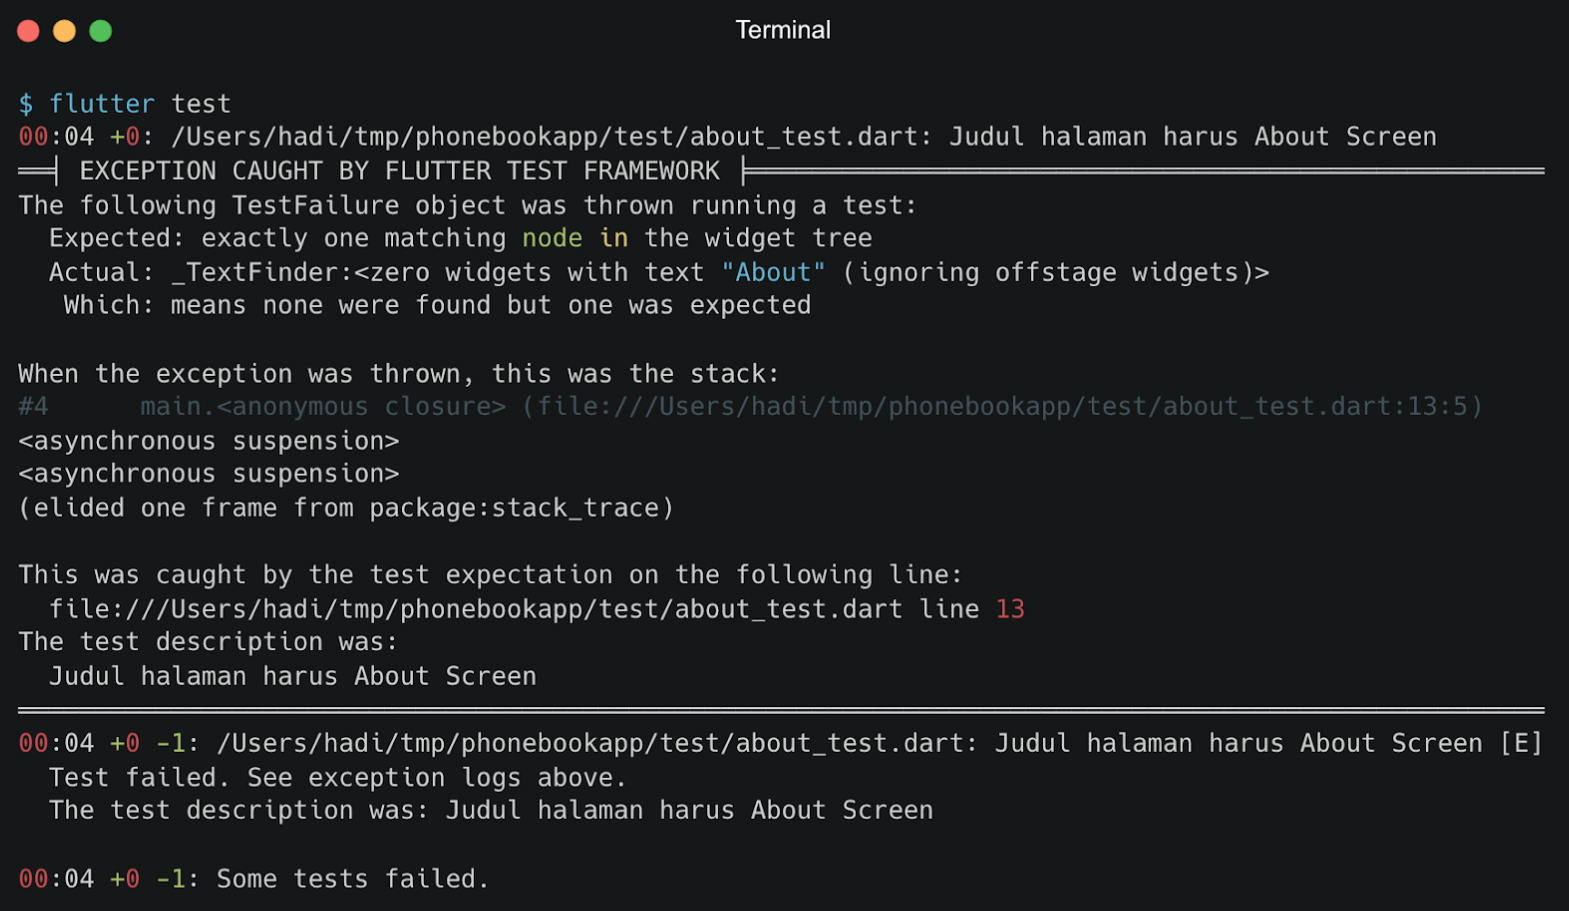 Terminal
$ flutter test
00:04 +0: /Users/hadi/tmp/phonebookapp/test/about_test.dart: Judul halaman harus About Screen
══╡ EXCEPTION CAUGHT BY FLUTTER TEST FRAMEWORK ╞════════════════════════════════════════════════════
The following TestFailure object was thrown running a test:
  Expected: exactly one matching node in the widget tree
  Actual: _TextFinder:<zero widgets with text "About" (ignoring offstage widgets)>
   Which: means none were found but one was expected

When the exception was thrown, this was the stack:
#4      main.<anonymous closure> (file:///Users/hadi/tmp/phonebookapp/test/about_test.dart:13:5)
<asynchronous suspension>
<asynchronous suspension>
(elided one frame from package:stack_trace)

This was caught by the test expectation on the following line:
  file:///Users/hadi/tmp/phonebookapp/test/about_test.dart line 13
The test description was:
  Judul halaman harus About Screen
════════════════════════════════════════════════════════════════════════════════════════════════════
00:04 +0 -1: /Users/hadi/tmp/phonebookapp/test/about_test.dart: Judul halaman harus About Screen [E]
  Test failed. See exception logs above.
  The test description was: Judul halaman harus About Screen

00:04 +0 -1: Some tests failed.